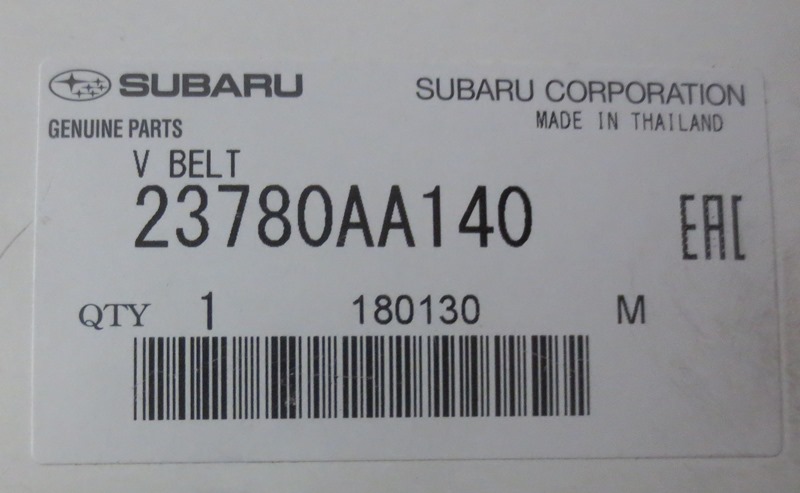 SUBARU
SUBARU CORPORATION
GENUINE PARTS
MADE IN THAILAND
V BELT
23780AA140
EAC
QTY 1 180130 M